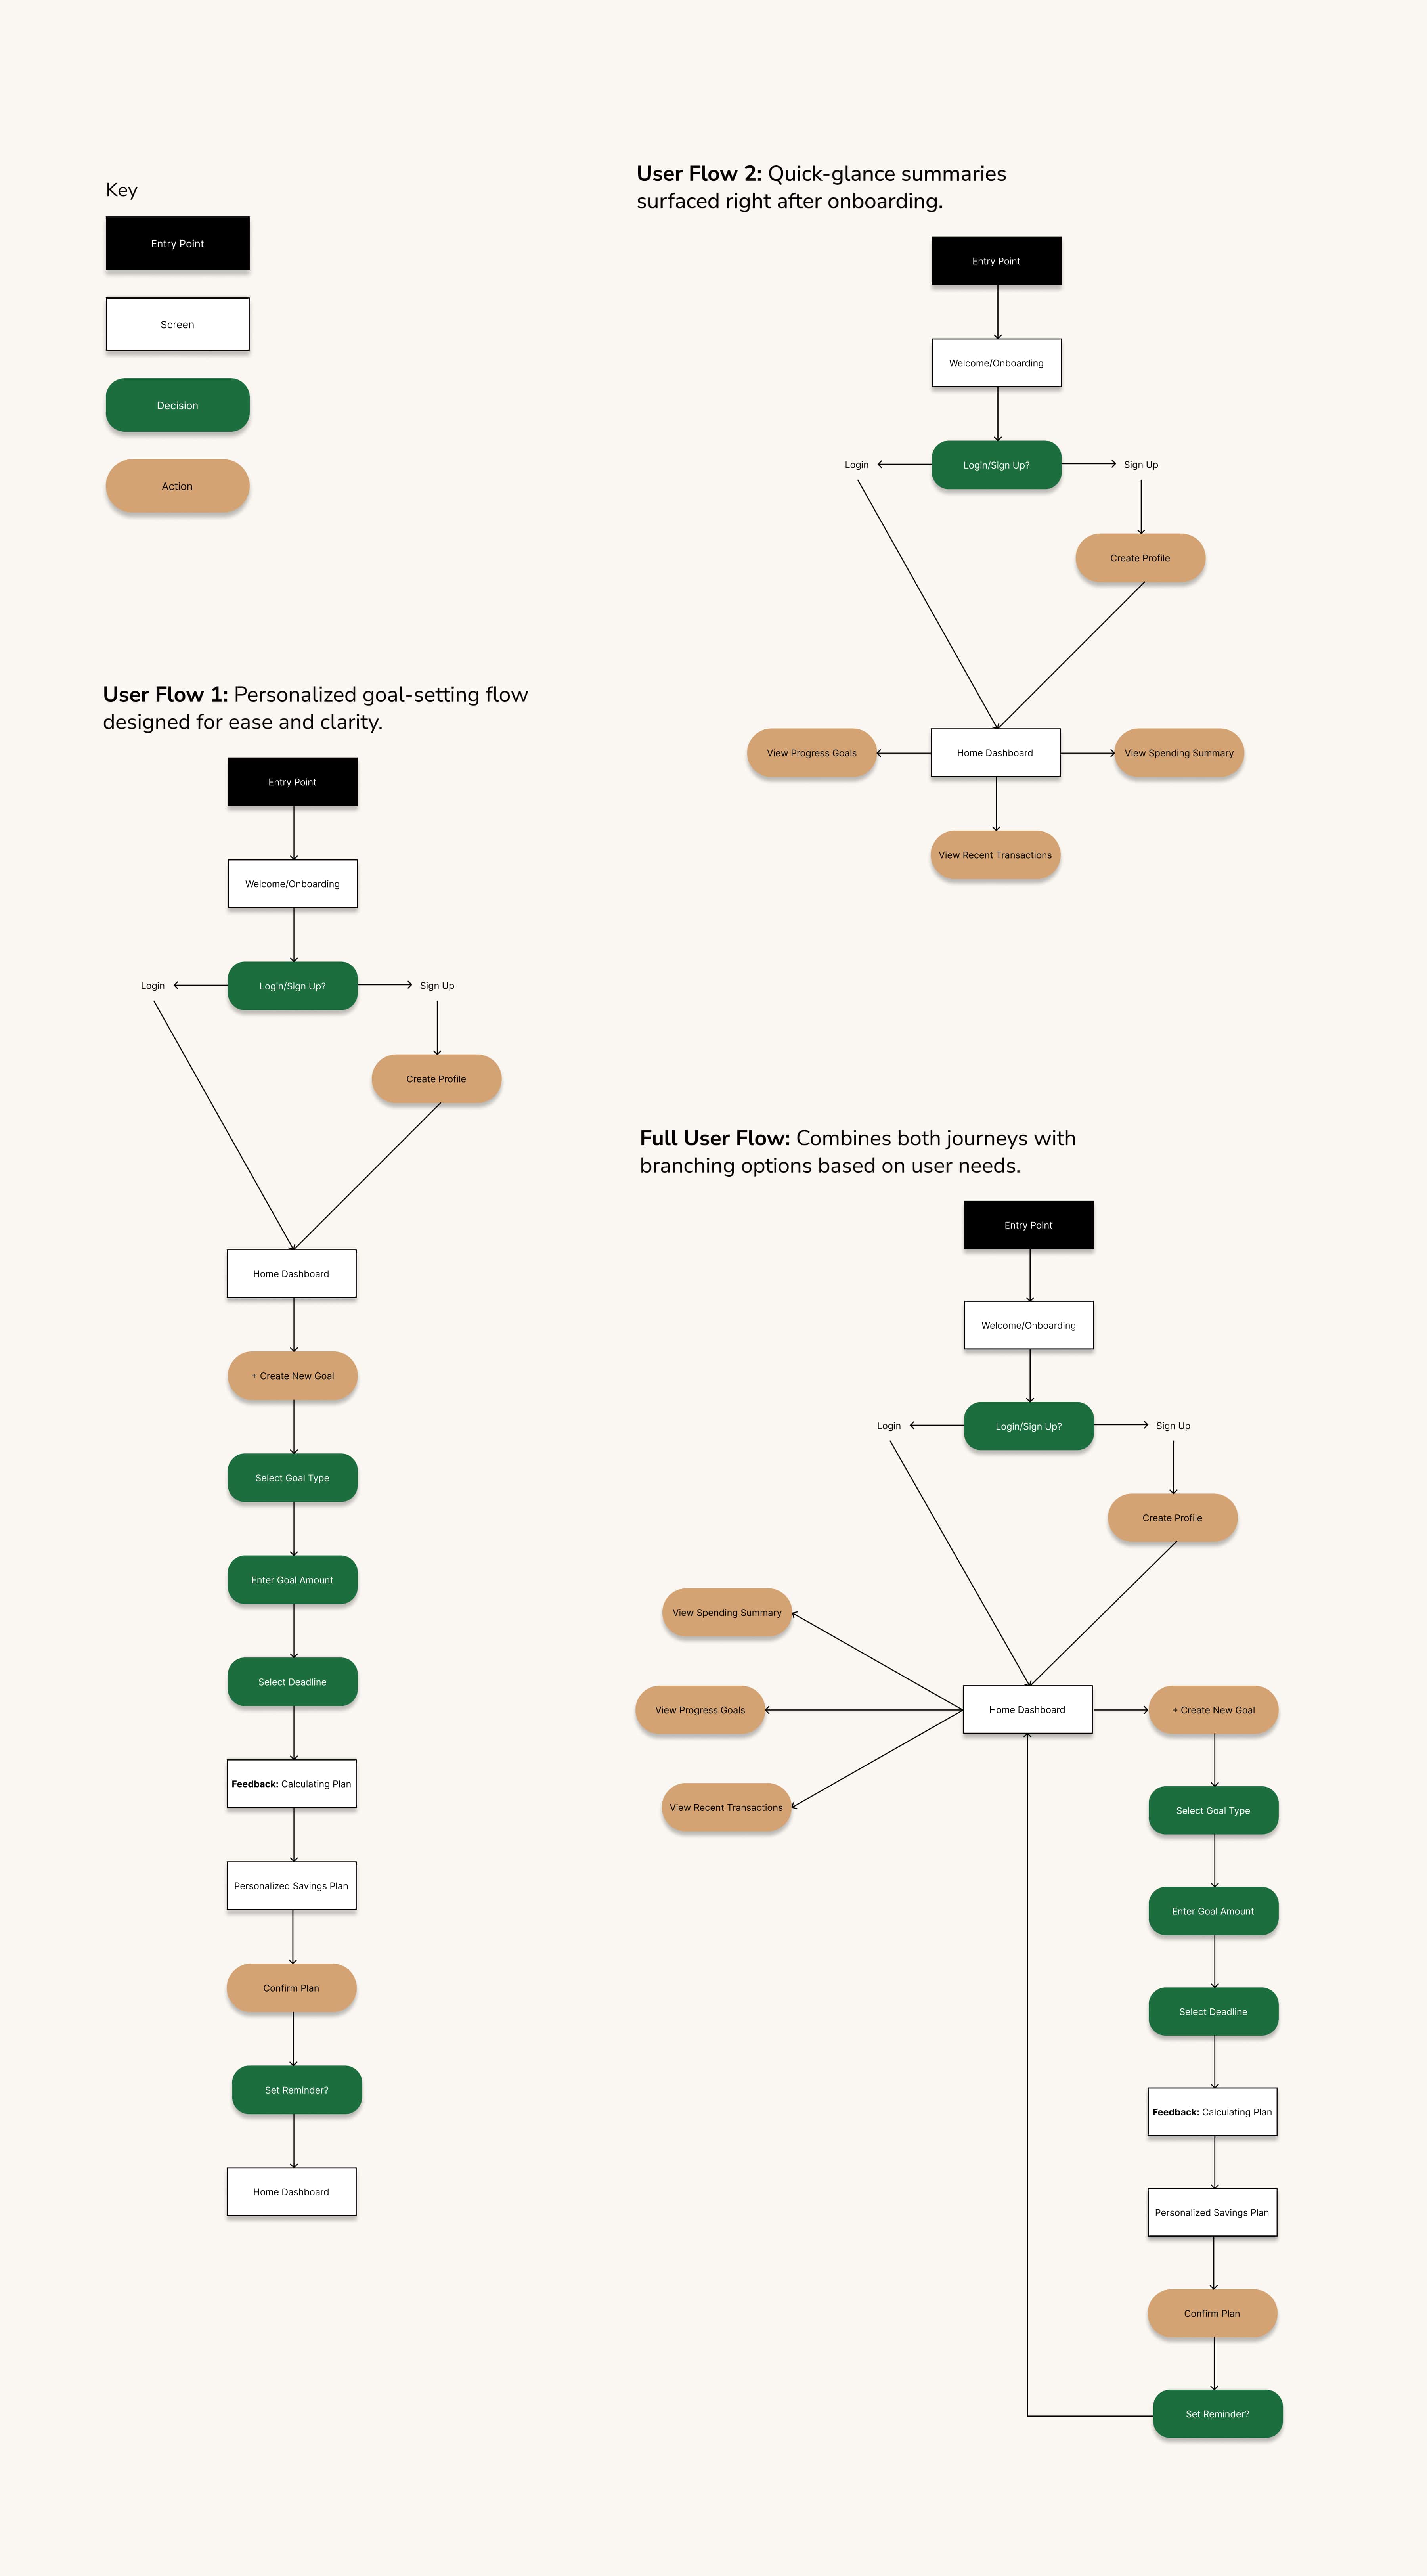 Key
Entry Point
Screen
Decision
Action
User Flow 1: Personalized goal-setting flow
designed for ease and clarity.
Entry Point
Welcome/Onboarding
Login
Login/Sign Up?
Sign Up
Create Profile
Home Dashboard
+ Create New Goal
Select Goal Type
Enter Goal Amount
Select Deadline
Feedback: Calculating Plan
Personalized Savings Plan
Confirm Plan
Set Reminder?
Home Dashboard
User Flow 2: Quick-glance summaries
surfaced right after onboarding.
Entry Point
Welcome/Onboarding
Login
Login/Sign Up?
Sign Up
Create Profile
View Progress Goals
Home Dashboard
View Spending Summary
View Recent Transactions
Full User Flow: Combines both journeys with
branching options based on user needs.
Entry Point
Welcome/Onboarding
Login
Login/Sign Up?
Sign Up
Create Profile
View Spending Summary
View Progress Goals
Home Dashboard
+ Create New Goal
View Recent Transactions
Select Goal Type
Enter Goal Amount
Select Deadline
Feedback: Calculating Plan
Personalized Savings Plan
Confirm Plan
Set Reminder?